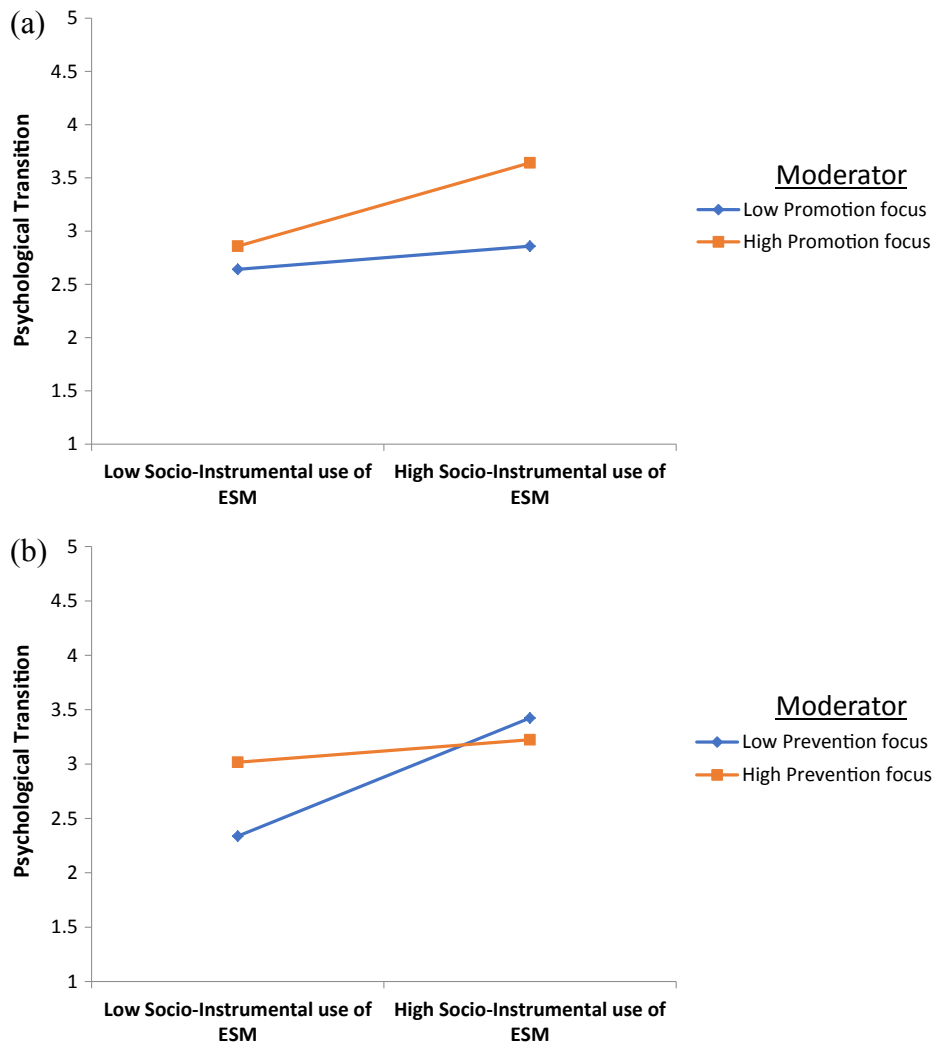 (a)
5
4.5
4
3.5
3
2.5
2
1.5
1
Psychological Transition
Low Socio-Instrumental use of
ESM
High Socio-Instrumental use of
ESM
Moderator
Low Promotion focus
High Promotion focus
(b)
5
4.5
4
3.5
3
2.5
2
1.5
1
Psychological Transition
Low Socio-Instrumental use of
ESM
High Socio-Instrumental use of
ESM
Moderator
Low Prevention focus
High Prevention focus